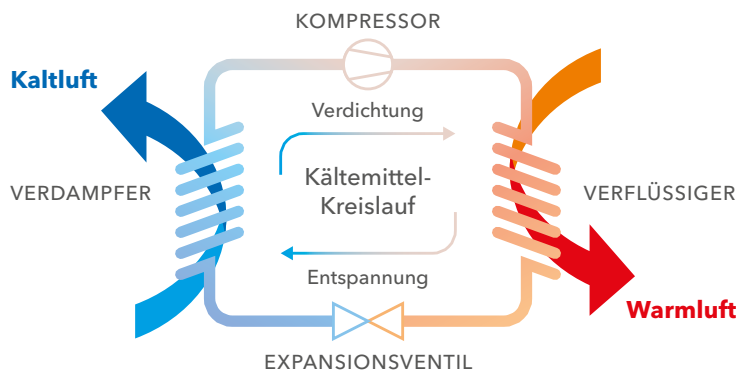 KOMPRESSOR
Kaltluft
Verdichtung
VERDAMPFER
Kältemittel-
Kreislauf
VERFLÜSSIGER
Entspannung
Warmluft
EXPANSIONSVENTIL